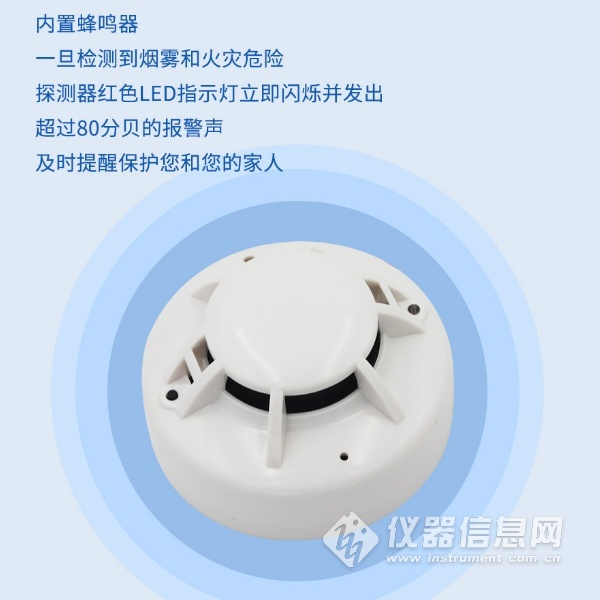 内置蜂鸣器
一旦检测到烟雾和火灾危险
探测器红色LED指示灯立即闪烁并发出
超过80分贝的报警声
及时提醒保护您和您的家人
仪器信息网
www.instrument.com.cn